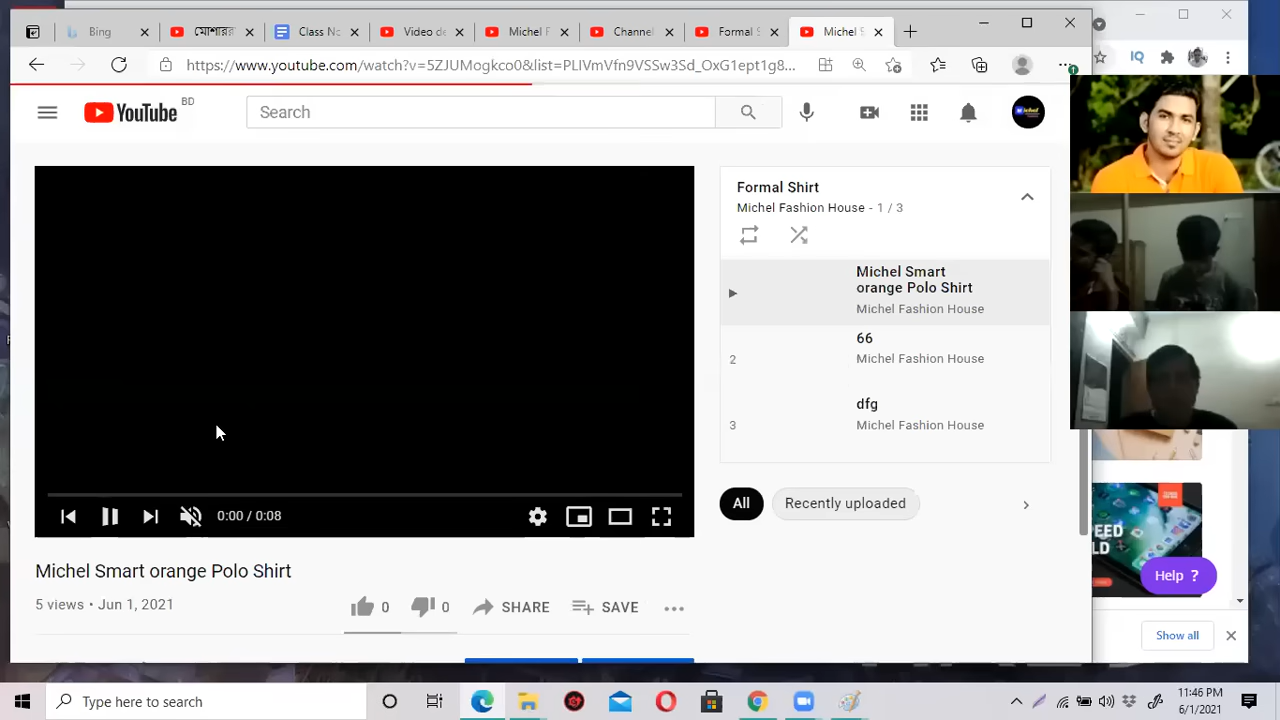 Bing
মোশাররা
Class No
Video de
Michel F
Channel
Formal S
Michel S
https://www.youtube.com/watch?v=5ZJUMogkco0&list=PLIVmVfn9VSSw3Sd_OxG1ept1g8...
IQ
YouTube BD
Search
Formal Shirt
Michel Fashion House - 1 / 3
Michel Smart
orange Polo Shirt
Michel Fashion House
66
2
Michel Fashion House
dfg
3
Michel Fashion House
0:00 / 0:08
All
Recently uploaded
Michel Smart orange Polo Shirt
5 views • Jun 1, 2021
0
0
SHARE
SAVE
Help ?
Show all
Type here to search
11:46 PM
6/1/2021